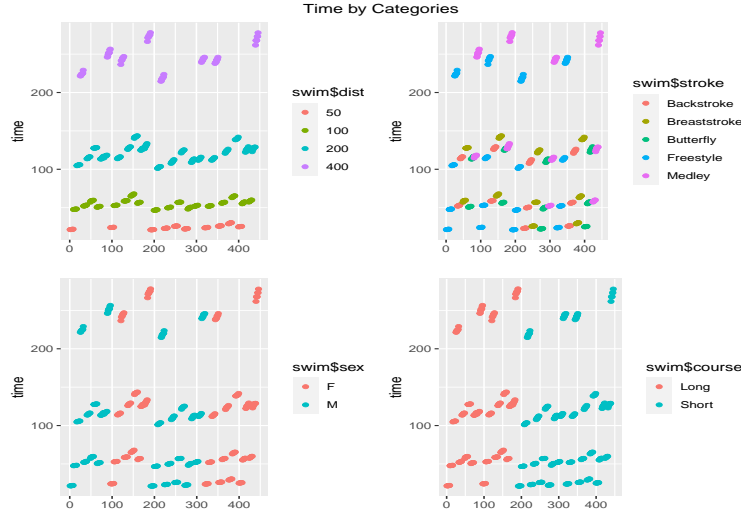 Time by Categories
time
200
100
0 100 200 300 400
swim$dist
50
100
200
400
time
200
100
0 100 200 300 400
swim$stroke
Backstroke
Breaststroke
Butterfly
Freestyle
Medley
time
200
100
0 100 200 300 400
swim$sex
F
M
time
200
100
0 100 200 300 400
swim$course
Long
Short